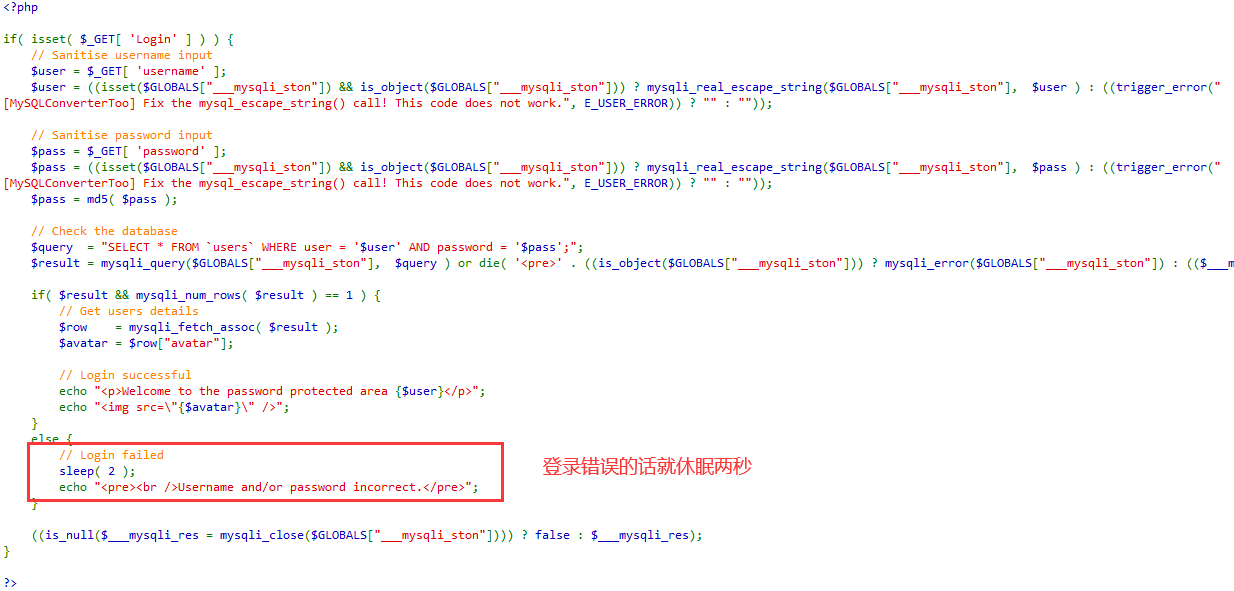 <?php
if( isset( $_GET[ 'Login' ] ) ) {
// Sanitise username input
$user = $_GET[ 'username' ];
$user = ((isset($GLOBALS["___mysqli_ston"]) && is_object($GLOBALS["___mysqli_ston"])) ? mysqli_real_escape_string($GLOBALS["___mysqli_ston"],  $user ) : ((trigger_error("
[MySQLConverterToo] Fix the mysql_escape_string() call! This code does not work.", E_USER_ERROR)) ? "" : ""));
// Sanitise password input
$pass = $_GET[ 'password' ];
$pass = ((isset($GLOBALS["___mysqli_ston"]) && is_object($GLOBALS["___mysqli_ston"])) ? mysqli_real_escape_string($GLOBALS["___mysqli_ston"],  $pass ) : ((trigger_error("
[MySQLConverterToo] Fix the mysql_escape_string() call! This code does not work.", E_USER_ERROR)) ? "" : ""));
$pass = md5( $pass );
// Check the database
$query  = "SELECT * FROM `users` WHERE user = '$user' AND password = '$pass';";
$result = mysqli_query($GLOBALS["___mysqli_ston"],  $query ) or die( '<pre>' . ((is_object($GLOBALS["___mysqli_ston"])) ? mysqli_error($GLOBALS["___mysqli_ston"]) : (($___m
if( $result && mysqli_num_rows( $result ) == 1 ) {
// Get users details
$row    = mysqli_fetch_assoc( $result );
$avatar = $row["avatar"];
// Login successful
echo "<p>Welcome to the password protected area {$user}</p>";
echo "<img src=\"{$avatar}\" />";
}
else {
// Login failed
sleep( 2 );
echo "<pre><br />Username and/or password incorrect.</pre>";
登录错误的话就休眠两秒
}
((is_null($___mysqli_res = mysqli_close($GLOBALS["___mysqli_ston"]))) ? false : $___mysqli_res);
}
?>